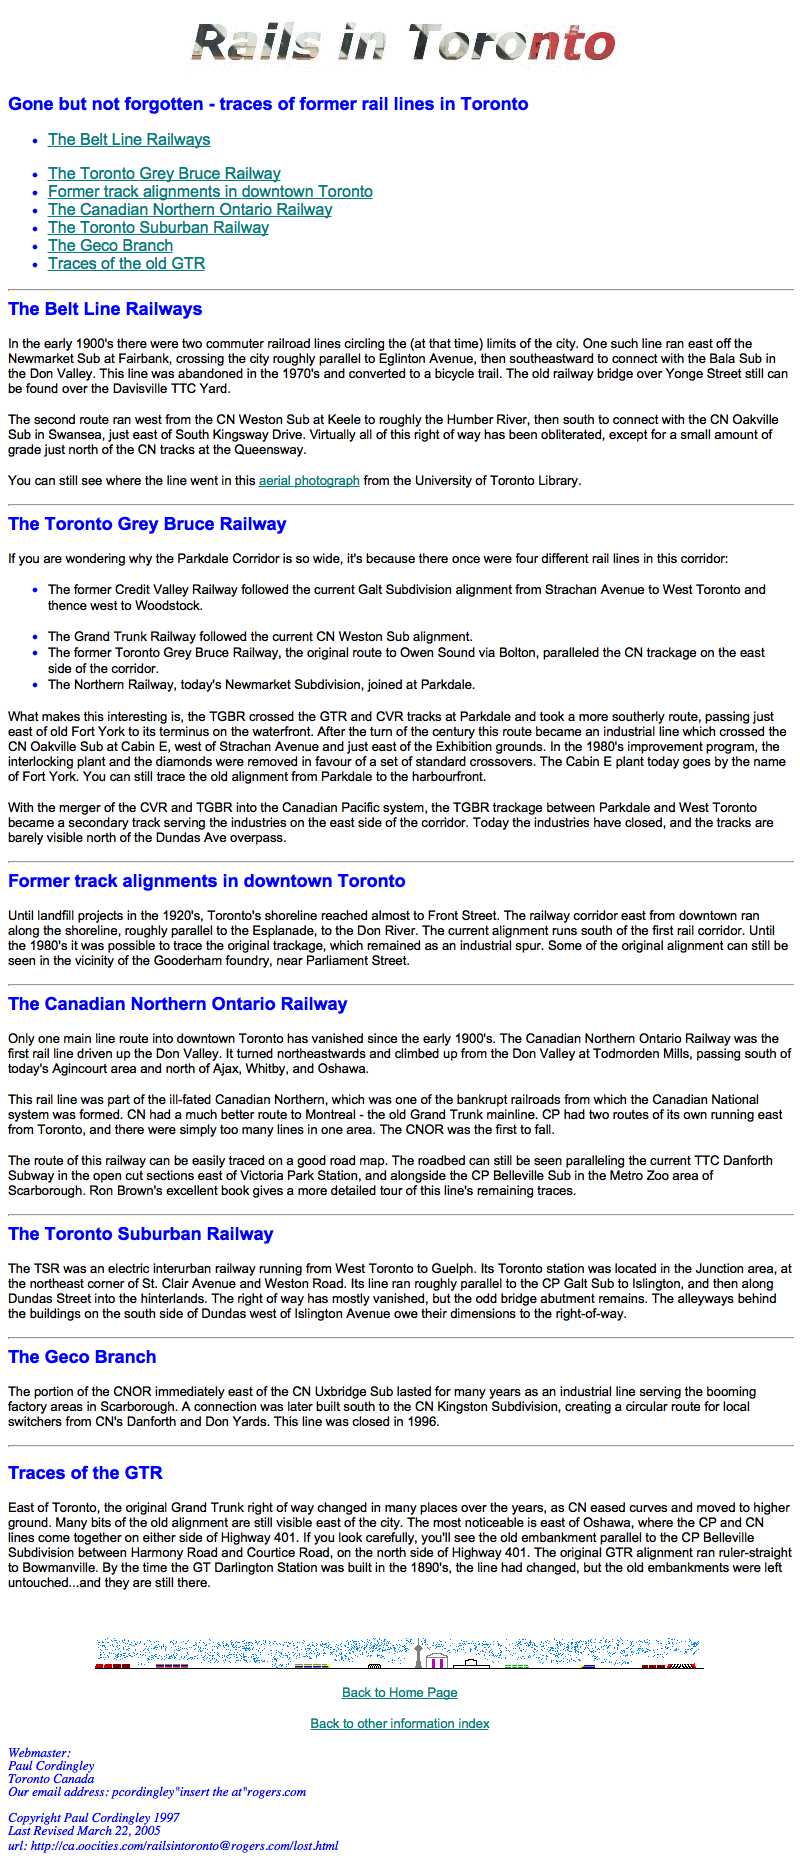 Rails in Toronto
Gone but not forgotten - traces of former rail lines in Toronto
The Belt Line Railways
The Toronto Grey Bruce Railway
Former track alignments in downtown Toronto
The Canadian Northern Ontario Railway
The Toronto Suburban Railway
The Geco Branch
Traces of the old GTR
The Belt Line Railways
In the early 1900's there were two commuter railroad lines circling the (at that time) limits of the city. One such line ran east off the
Newmarket Sub at Fairbank, crossing the city roughly parallel to Eglinton Avenue, then southeastward to connect with the Bala Sub in
the Don Valley. This line was abandoned in the 1970's and converted to a bicycle trail. The old railway bridge over Yonge Street still can
be found over the Davisville TTC Yard.
The second route ran west from the CN Weston Sub at Keele to roughly the Humber River, then south to connect with the CN Oakville
Sub in Swansea, just east of South Kingsway Drive. Virtually all of this right of way has been obliterated, except for a small amount of
grade just north of the CN tracks at the Queensway.
You can still see where the line went in this aerial photograph from the University of Toronto Library.
The Toronto Grey Bruce Railway
If you are wondering why the Parkdale Corridor is so wide, it's because there once were four different rail lines in this corridor:
The former Credit Valley Railway followed the current Galt Subdivision alignment from Strachan Avenue to West Toronto and
thence west to Woodstock.
The Grand Trunk Railway followed the current CN Weston Sub alignment.
The former Toronto Grey Bruce Railway, the original route to Owen Sound via Bolton, paralleled the CN trackage on the east
side of the corridor.
The Northern Railway, today's Newmarket Subdivision, joined at Parkdale.
What makes this interesting is, the TGBR crossed the GTR and CVR tracks at Parkdale and took a more southerly route, passing just
east of old Fort York to its terminus on the waterfront. After the turn of the century this route became an industrial line which crossed the
CN Oakville Sub at Cabin E, west of Strachan Avenue and just east of the Exhibition grounds. In the 1980's improvement program, the
interlocking plant and the diamonds were removed in favour of a set of standard crossovers. The Cabin E plant today goes by the name
of Fort York. You can still trace the old alignment from Parkdale to the harbourfront.
With the merger of the CVR and TGBR into the Canadian Pacific system, the TGBR trackage between Parkdale and West Toronto
became a secondary track serving the industries on the east side of the corridor. Today the industries have closed, and the tracks are
barely visible north of the Dundas Ave overpass.
Former track alignments in downtown Toronto
Until landfill projects in the 1920's, Toronto's shoreline reached almost to Front Street. The railway corridor east from downtown ran
along the shoreline, roughly parallel to the Esplanade, to the Don River. The current alignment runs south of the first rail corridor. Until
the 1980's it was possible to trace the original trackage, which remained as an industrial spur. Some of the original alignment can still be
seen in the vicinity of the Gooderham foundry, near Parliament Street.
The Canadian Northern Ontario Railway
Only one main line route into downtown Toronto has vanished since the early 1900's. The Canadian Northern Ontario Railway was the
first rail line driven up the Don Valley. It turned northeastwards and climbed up from the Don Valley at Todmorden Mills, passing south of
today's Agincourt area and north of Ajax, Whitby, and Oshawa.
This rail line was part of the ill-fated Canadian Northern, which was one of the bankrupt railroads from which the Canadian National
system was formed. CN had a much better route to Montreal - the old Grand Trunk mainline. CP had two routes of its own running east
from Toronto, and there were simply too many lines in one area. The CNOR was the first to fall.
The route of this railway can be easily traced on a good road map. The roadbed can still be seen paralleling the current TTC Danforth
Subway in the open cut sections east of Victoria Park Station, and alongside the CP Belleville Sub in the Metro Zoo area of
Scarborough. Ron Brown's excellent book gives a more detailed tour of this line's remaining traces.
The Toronto Suburban Railway
The TSR was an electric interurban railway running from West Toronto to Guelph. Its Toronto station was located in the Junction area, at
the northeast corner of St. Clair Avenue and Weston Road. Its line ran roughly parallel to the CP Galt Sub to Islington, and then along
Dundas Street into the hinterlands. The right of way has mostly vanished, but the odd bridge abutment remains. The alleyways behind
the buildings on the south side of Dundas west of Islington Avenue owe their dimensions to the right-of-way.
The Geco Branch
The portion of the CNOR immediately east of the CN Uxbridge Sub lasted for many years as an industrial line serving the booming
factory areas in Scarborough. A connection was later built south to the CN Kingston Subdivision, creating a circular route for local
switchers from CN's Danforth and Don Yards. This line was closed in 1996.
Traces of the GTR
East of Toronto, the original Grand Trunk right of way changed in many places over the years, as CN eased curves and moved to higher
ground. Many bits of the old alignment are still visible east of the city. The most noticeable is east of Oshawa, where the CP and CN
lines come together on either side of Highway 401. If you look carefully, you'll see the old embankment parallel to the CP Belleville
Subdivision between Harmony Road and Courtice Road, on the north side of Highway 401. The original GTR alignment ran ruler-straight
to Bowmanville. By the time the GT Darlington Station was built in the 1890's, the line had changed, but the old embankments were left
untouched...and they are still there.
Back to Home Page
Back to other information index
Webmaster:
Paul Cordingley
Toronto Canada
Our email address: pcordingley"insert the at"rogers.com
Copyright Paul Cordingley 1997
Last Revised March 22, 2005
url: http://ca.oocities.com/railsintoronto@rogers.com/lost.html